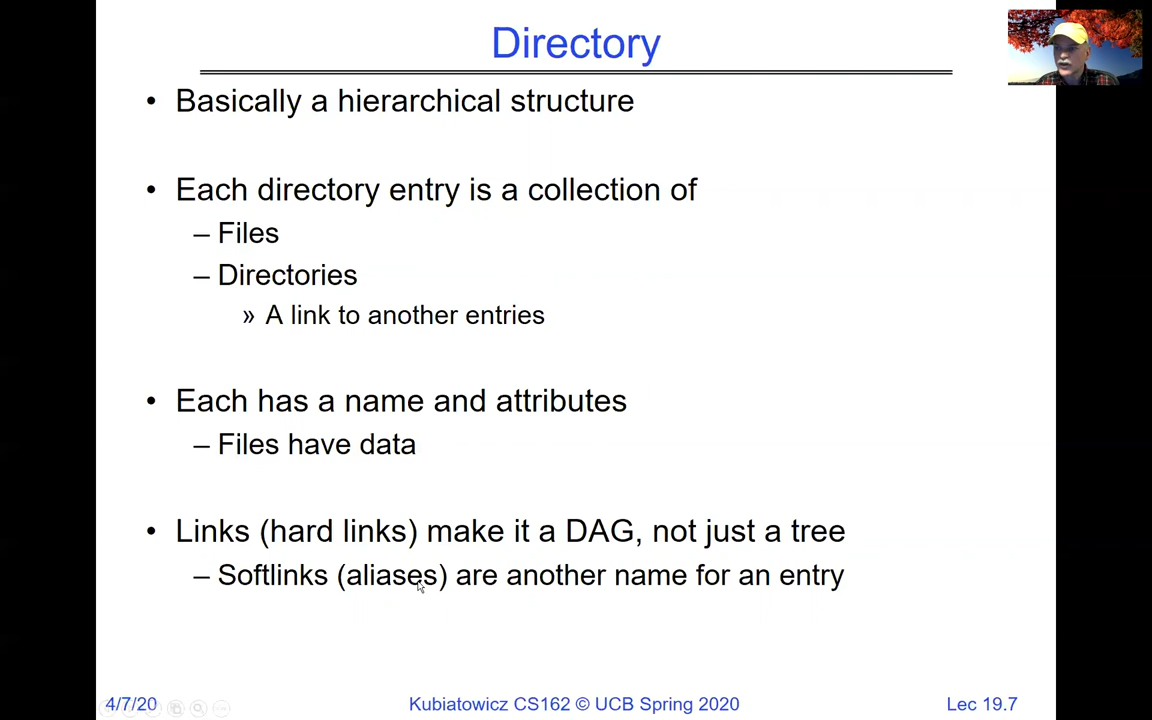 Directory
• Basically a hierarchical structure
• Each directory entry is a collection of
– Files
– Directories
» A link to another entries
• Each has a name and attributes
– Files have data
• Links (hard links) make it a DAG, not just a tree
– Softlinks (aliases) are another name for an entry
4/7/20 Kubiatowicz CS162 © UCB Spring 2020 Lec 19.7